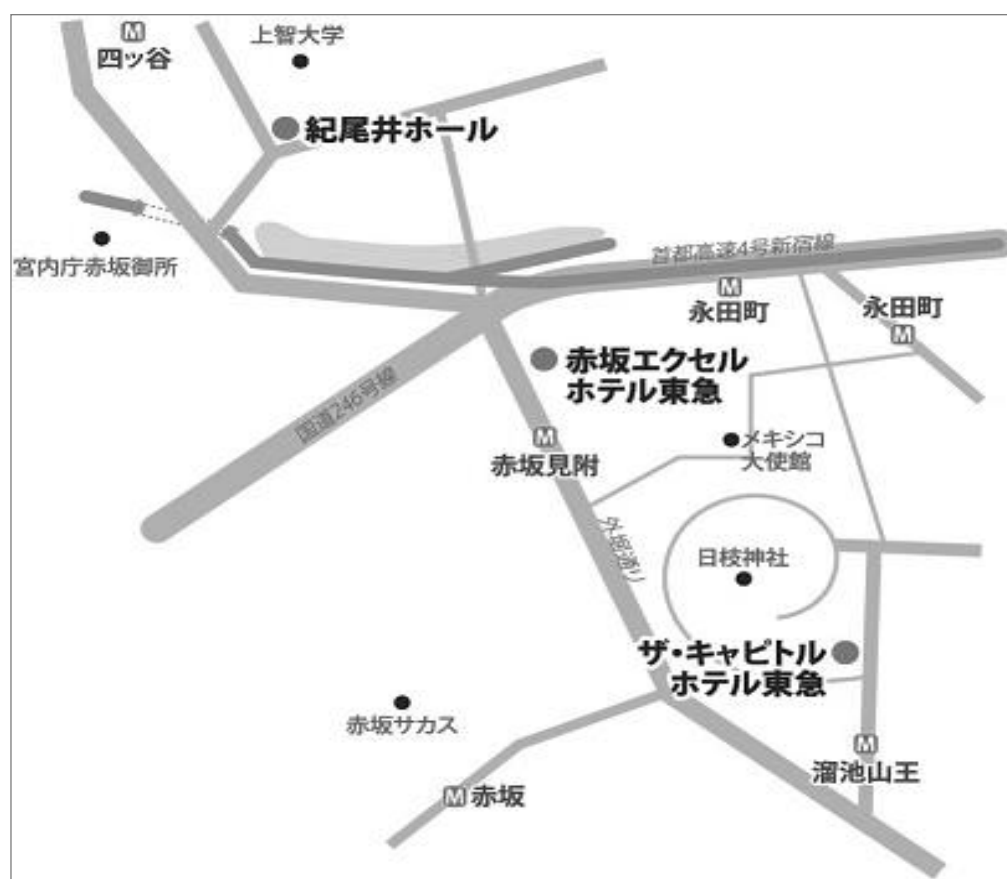 M
四ッ谷
上智大学
紀尾井ホール
宮内庁赤坂御所
首都高速4号新宿線
M
永田町
永田町
M
赤坂エクセル
ホテル東急
国道246号線
M
赤坂見附
メキシコ
大使館
外堀通り
日枝神社
ザ・キャピトル
ホテル東急
赤坂サカス
M
溜池山王
M 赤坂